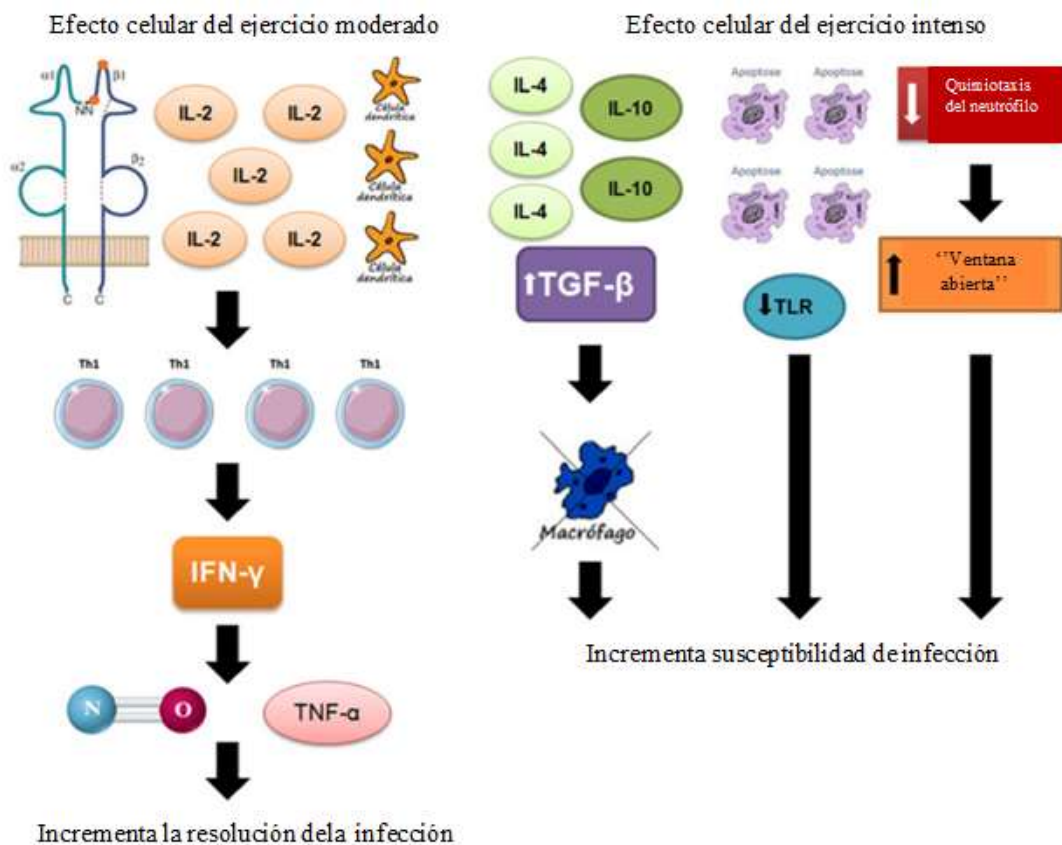 Efecto celular del ejercicio moderado
α1
β1
NN
α2
β2
C
C
IL-2
IL-2
IL-2
IL-2
IL-2
Célula
dendrítica
Célula
dendrítica
Célula
dendrítica
Th1
Th1
Th1
Th1
IFN-γ
N
O
TNF-α
Incrementa la resolución dela infección
Efecto celular del ejercicio intenso
IL-4
IL-4
IL-4
IL-10
IL-10
TGF-β
Macrófago
Apoptose
Apoptose
Apoptose
Apoptose
TLR
Quimiotaxis
del neutrófilo
‘’Ventana
abierta’’
Incrementa susceptibilidad de infección